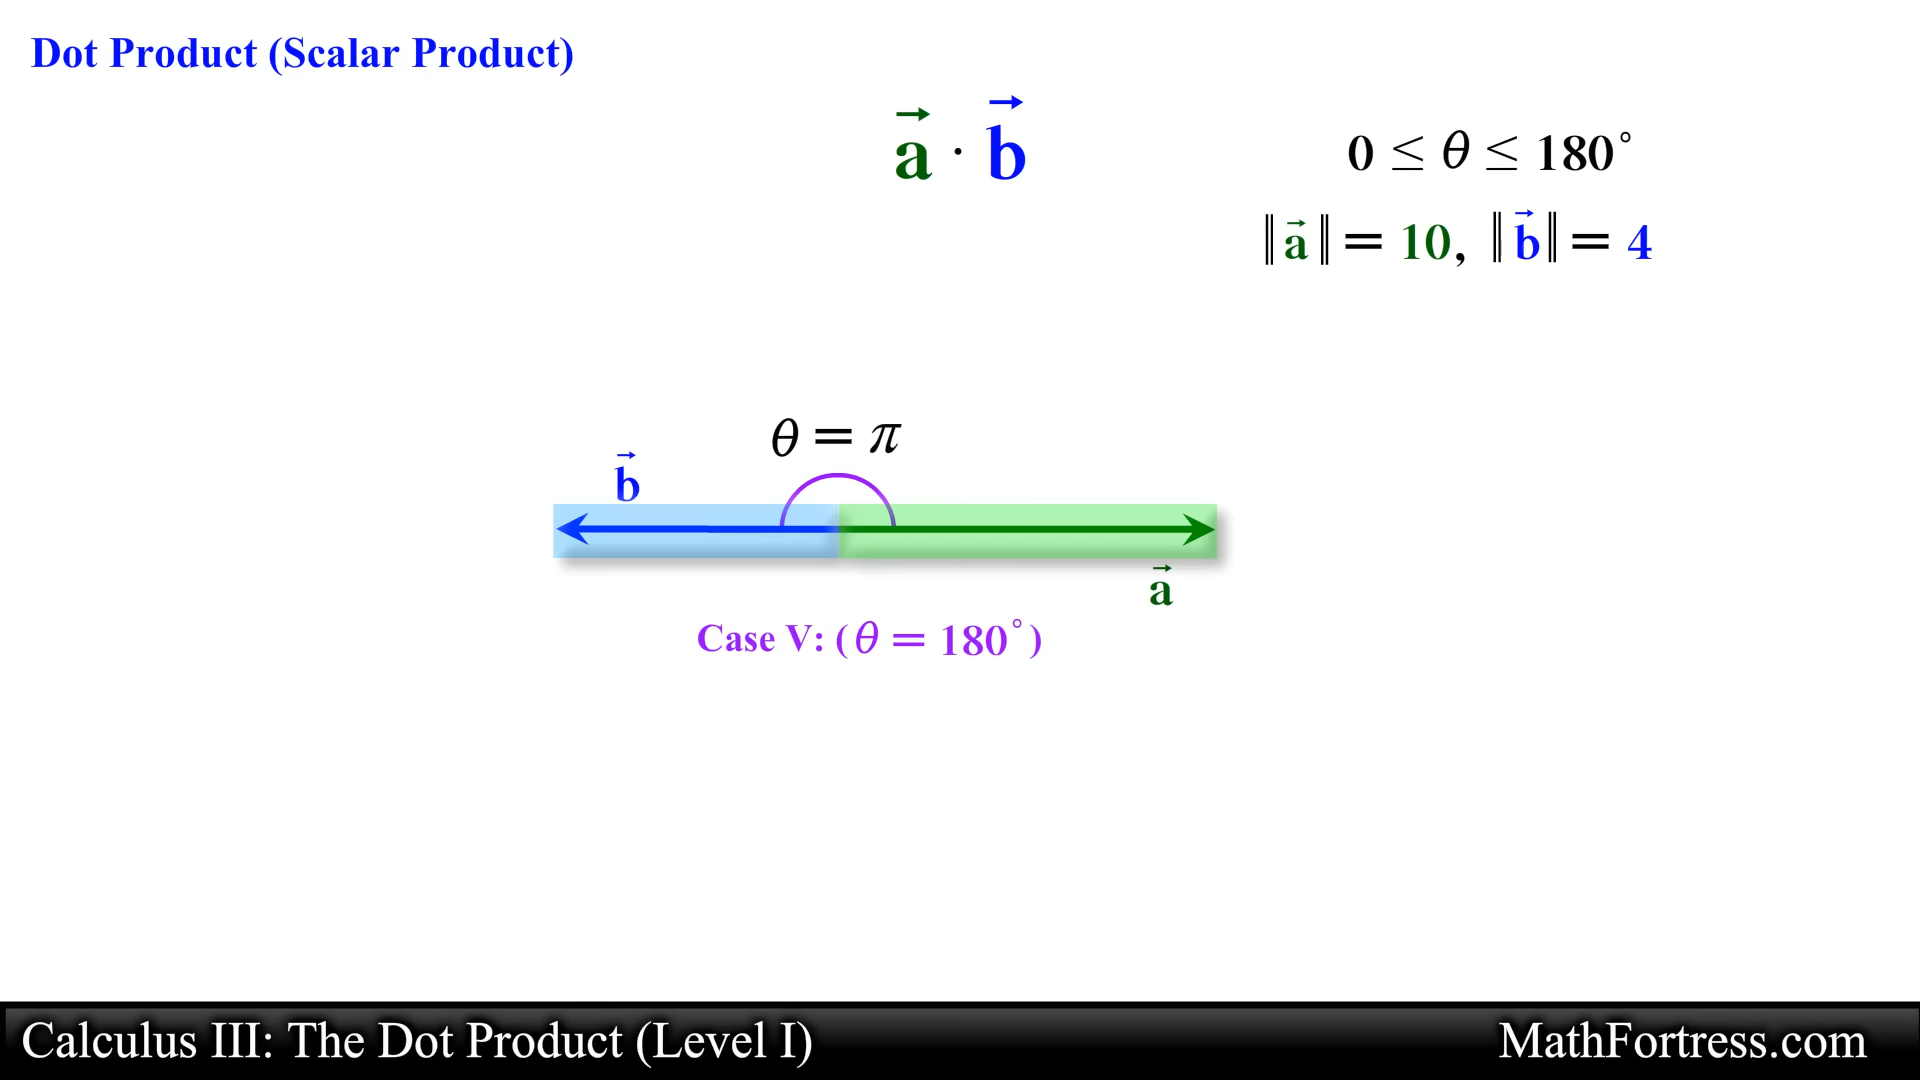 Dot Product (Scalar Product)
a⃗ · b⃗
0 ≤ θ ≤ 180°
‖a⃗‖ = 10, ‖b⃗‖ = 4
θ = π
b⃗
a⃗
Case V: (θ = 180°)
Calculus III: The Dot Product (Level I)
MathFortress.com